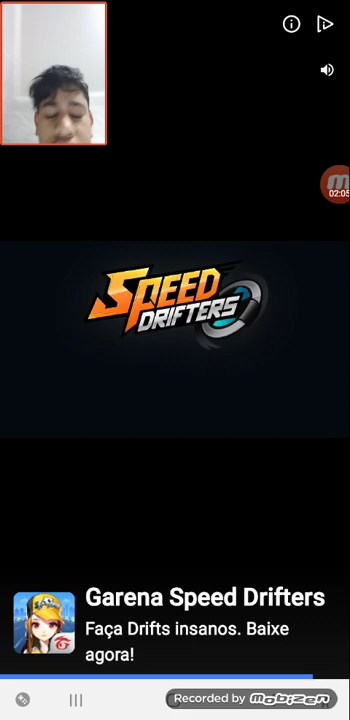 02:05
SPEED
DRIFTERS
Garena Speed Drifters
Faça Drifts insanos. Baixe
agora!
Recorded by mobizen